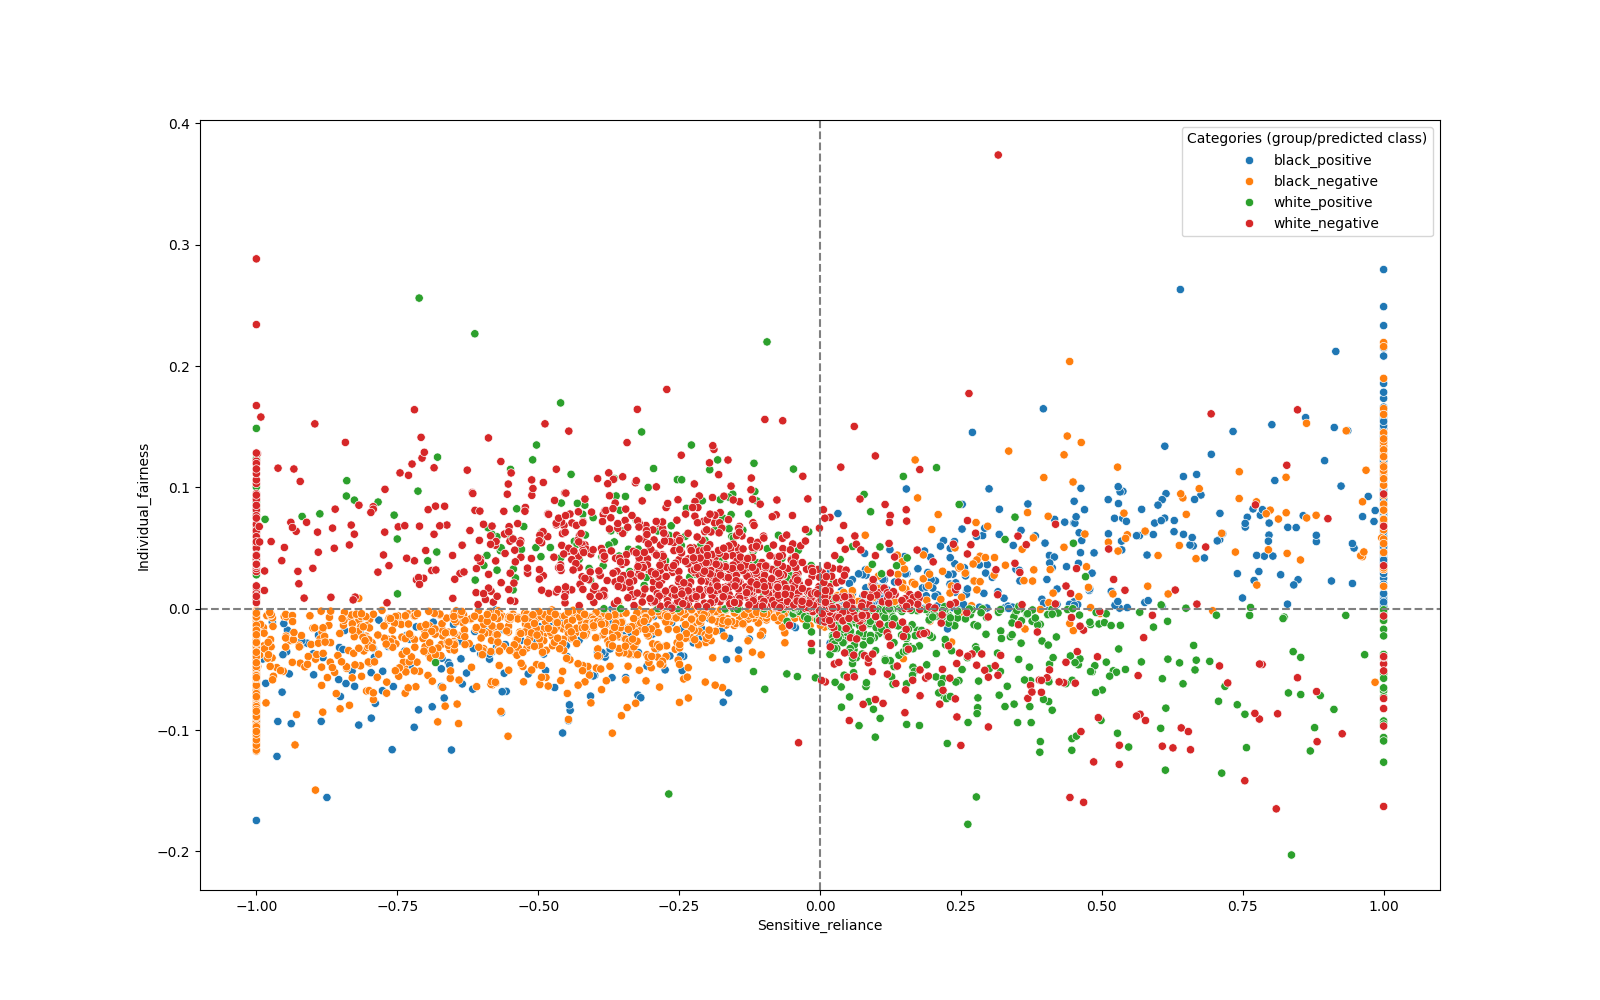 Categories (group/predicted class)
black_positive
black_negative
white_positive
white_negative
0.4
0.3
0.2
0.1
0.0
−0.1
−0.2
Individual_fairness
−1.00
−0.75
−0.50
−0.25
0.00
0.25
0.50
0.75
1.00
Sensitive_reliance